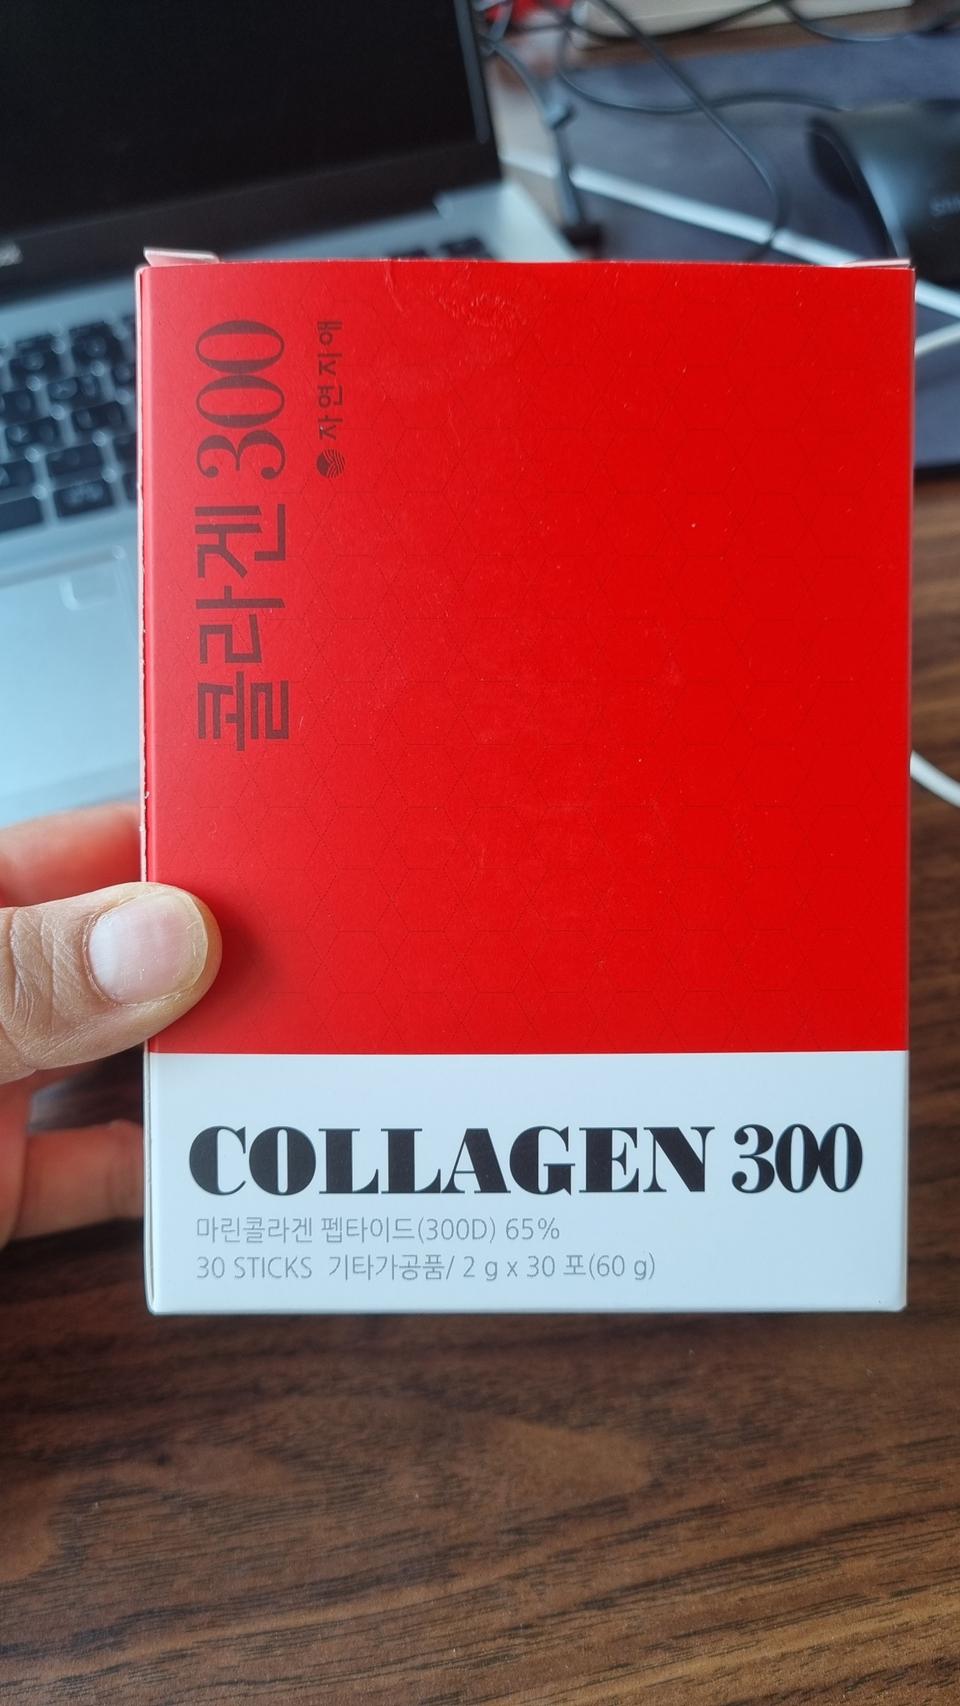 콜라겐 300
자연지애
COLLAGEN 300
마린콜라겐 펩타이드(300D) 65%
30 STICKS 기타가공품/ 2 g x 30 포(60 g)